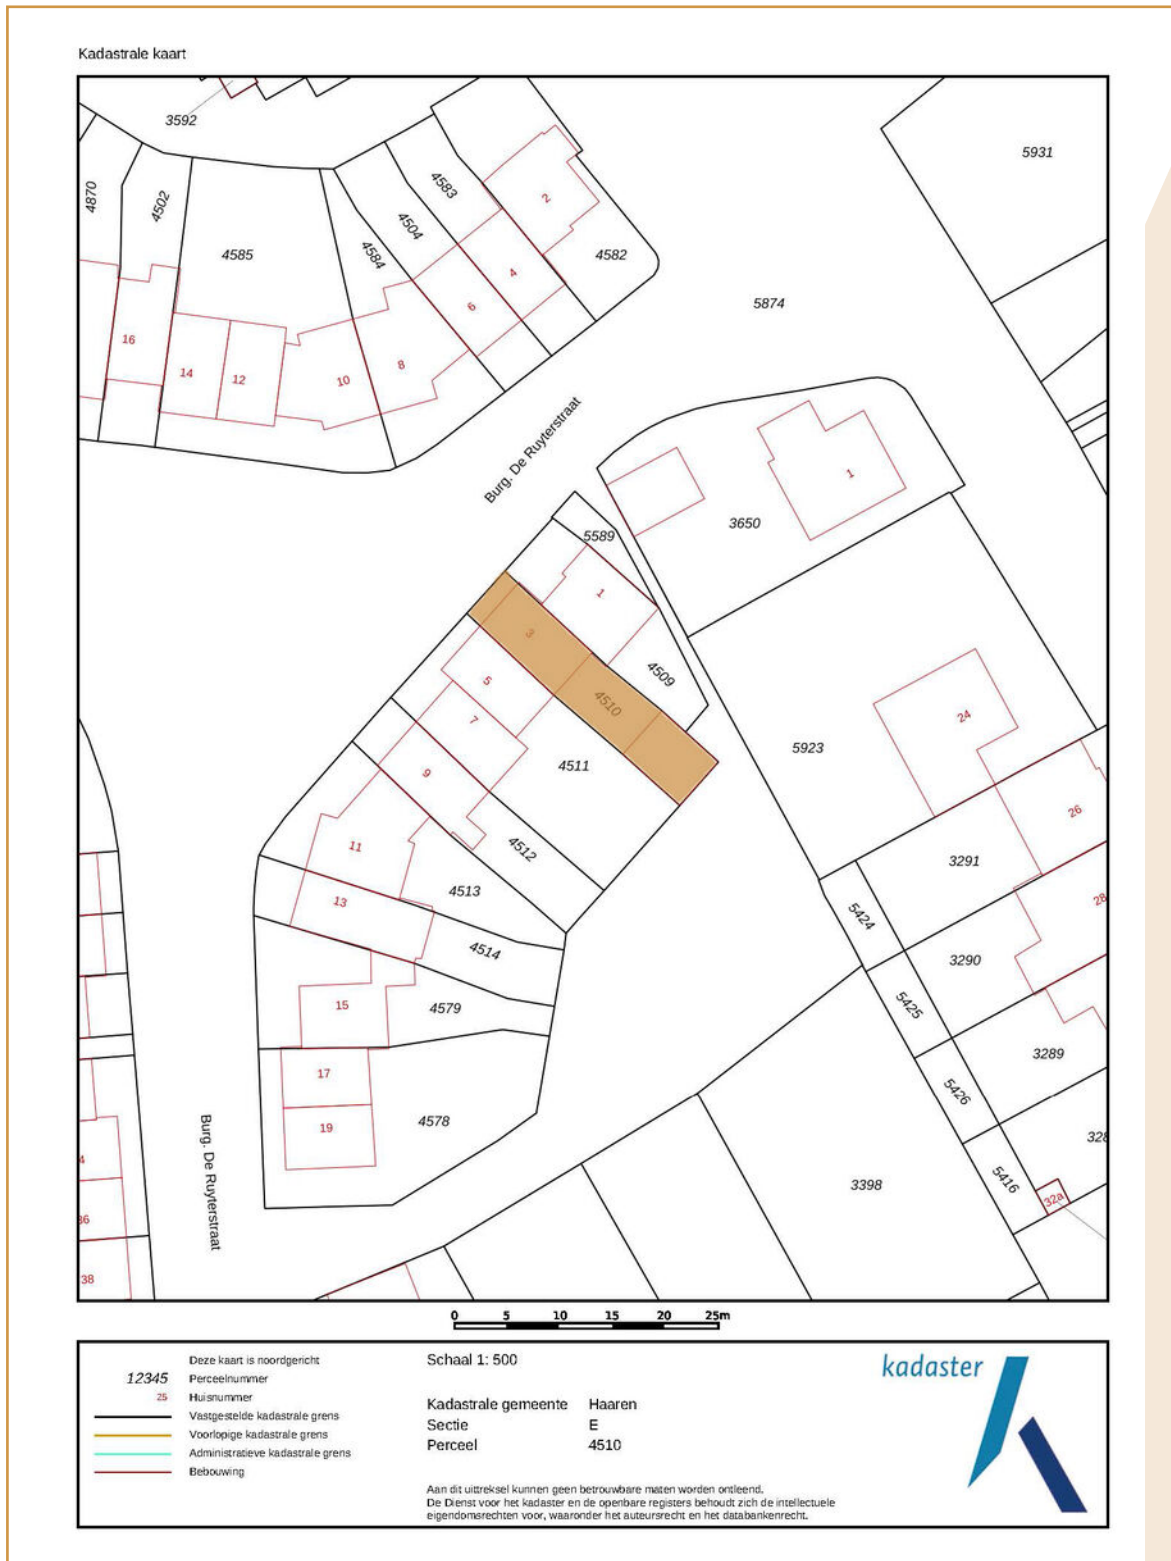 Kadastrale kaart
3592
5931
4870
4502
4583
2
4504
4585
4584
4582
4
5874
6
16
14
12
10
8
Burg. De Ruyterstraat
1
3650
5589
1
3
4509
5
4510
7
24
5923
4511
9
26
11
4512
3291
4513
28
13
5424
4514
3290
15
4579
5425
3289
17
5426
19
4578
328
Burg. De Ruyterstraat
4
5416
3398
32a
36
38
0 5 10 15 20 25m
Deze kaart is noordgericht
12345 Perceelnummer
25 Huisnummer
Vastgestelde kadastrale grens
Voorlopige kadastrale grens
Administratieve kadastrale grens
Bebouwing
Schaal 1: 500
Kadastrale gemeente Haaren
Sectie E
Perceel 4510
Aan dit uittreksel kunnen geen betrouwbare maten worden ontleend.
De Dienst voor het kadaster en de openbare registers behoudt zich de intellectuele
eigendomsrechten voor, waaronder het auteursrecht en het databankenrecht.
kadaster